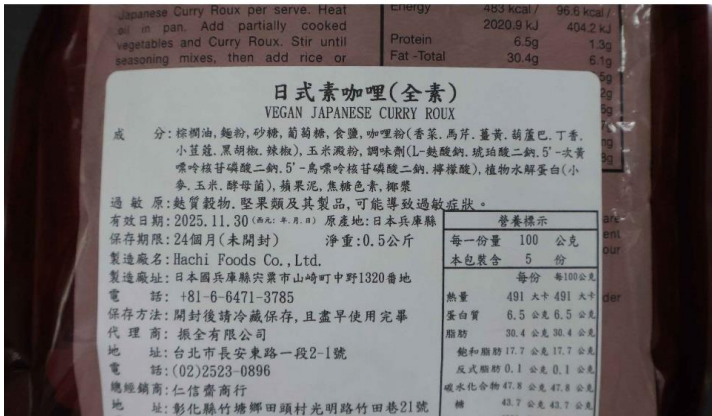 Japanese Curry Roux per serve. Heat
oil in pan. Add partially cooked
vegetables and Curry Roux. Stir until
seasoning mixes, then add rice or
Energy 483 kcal / 96.6 kcal /
2020.9 kJ 404.2 kJ
Protein 6.5g 1.3g
Fat -Total 30.4g 6.1g
日式素咖哩(全素)
VEGAN JAPANESE CURRY ROUX
成 分:棕櫚油,麵粉,砂糖,葡萄糖,食鹽,咖哩粉(香菜.馬芹.薑黃.葫蘆巴.丁香.
小荳蔻.黑胡椒.辣椒),玉米澱粉,調味劑(L-麩酸鈉.琥珀酸二鈉.5'-次黃
嘌呤核苷磷酸二鈉.5'-鳥嘌呤核苷磷酸二鈉.檸檬酸),植物水解蛋白(小
麥.玉米.酵母菌),蘋果泥,焦糖色素,椰漿
過 敏 原:麩質穀物.堅果類及其製品,可能導致過敏症狀。
有效日期:2025.11.30(西元:年.月.日) 原產地:日本兵庫縣
保存期限:24個月(未開封) 淨重:0.5公斤
製造廠名:Hachi Foods Co.,Ltd.
製造廠址:日本國兵庫縣宍粟市山崎町中野1320番地
電 話: +81-6-6471-3785
保存方法:開封後請冷藏保存,且盡早使用完畢
代 理 商: 振全有限公司
地 址:台北市長安東路一段2-1號
電 話:(02)2523-0896
總經銷商:仁信齋商行
地 址:彰化縣竹塘鄉田頭村光明路竹田巷21號
營養標示
每一份量 100 公克
本包裝含 5 份
每份 每100公克
熱量 491 大卡 491 大卡
蛋白質 6.5 公克 6.5 公克
脂肪 30.4 公克 30.4 公克
飽和脂肪 17.7 公克 17.7 公克
反式脂肪 0.1 公克 0.1 公克
碳水化合物 47.8 公克 47.8 公克
糖 43.7 公克 43.7 公克